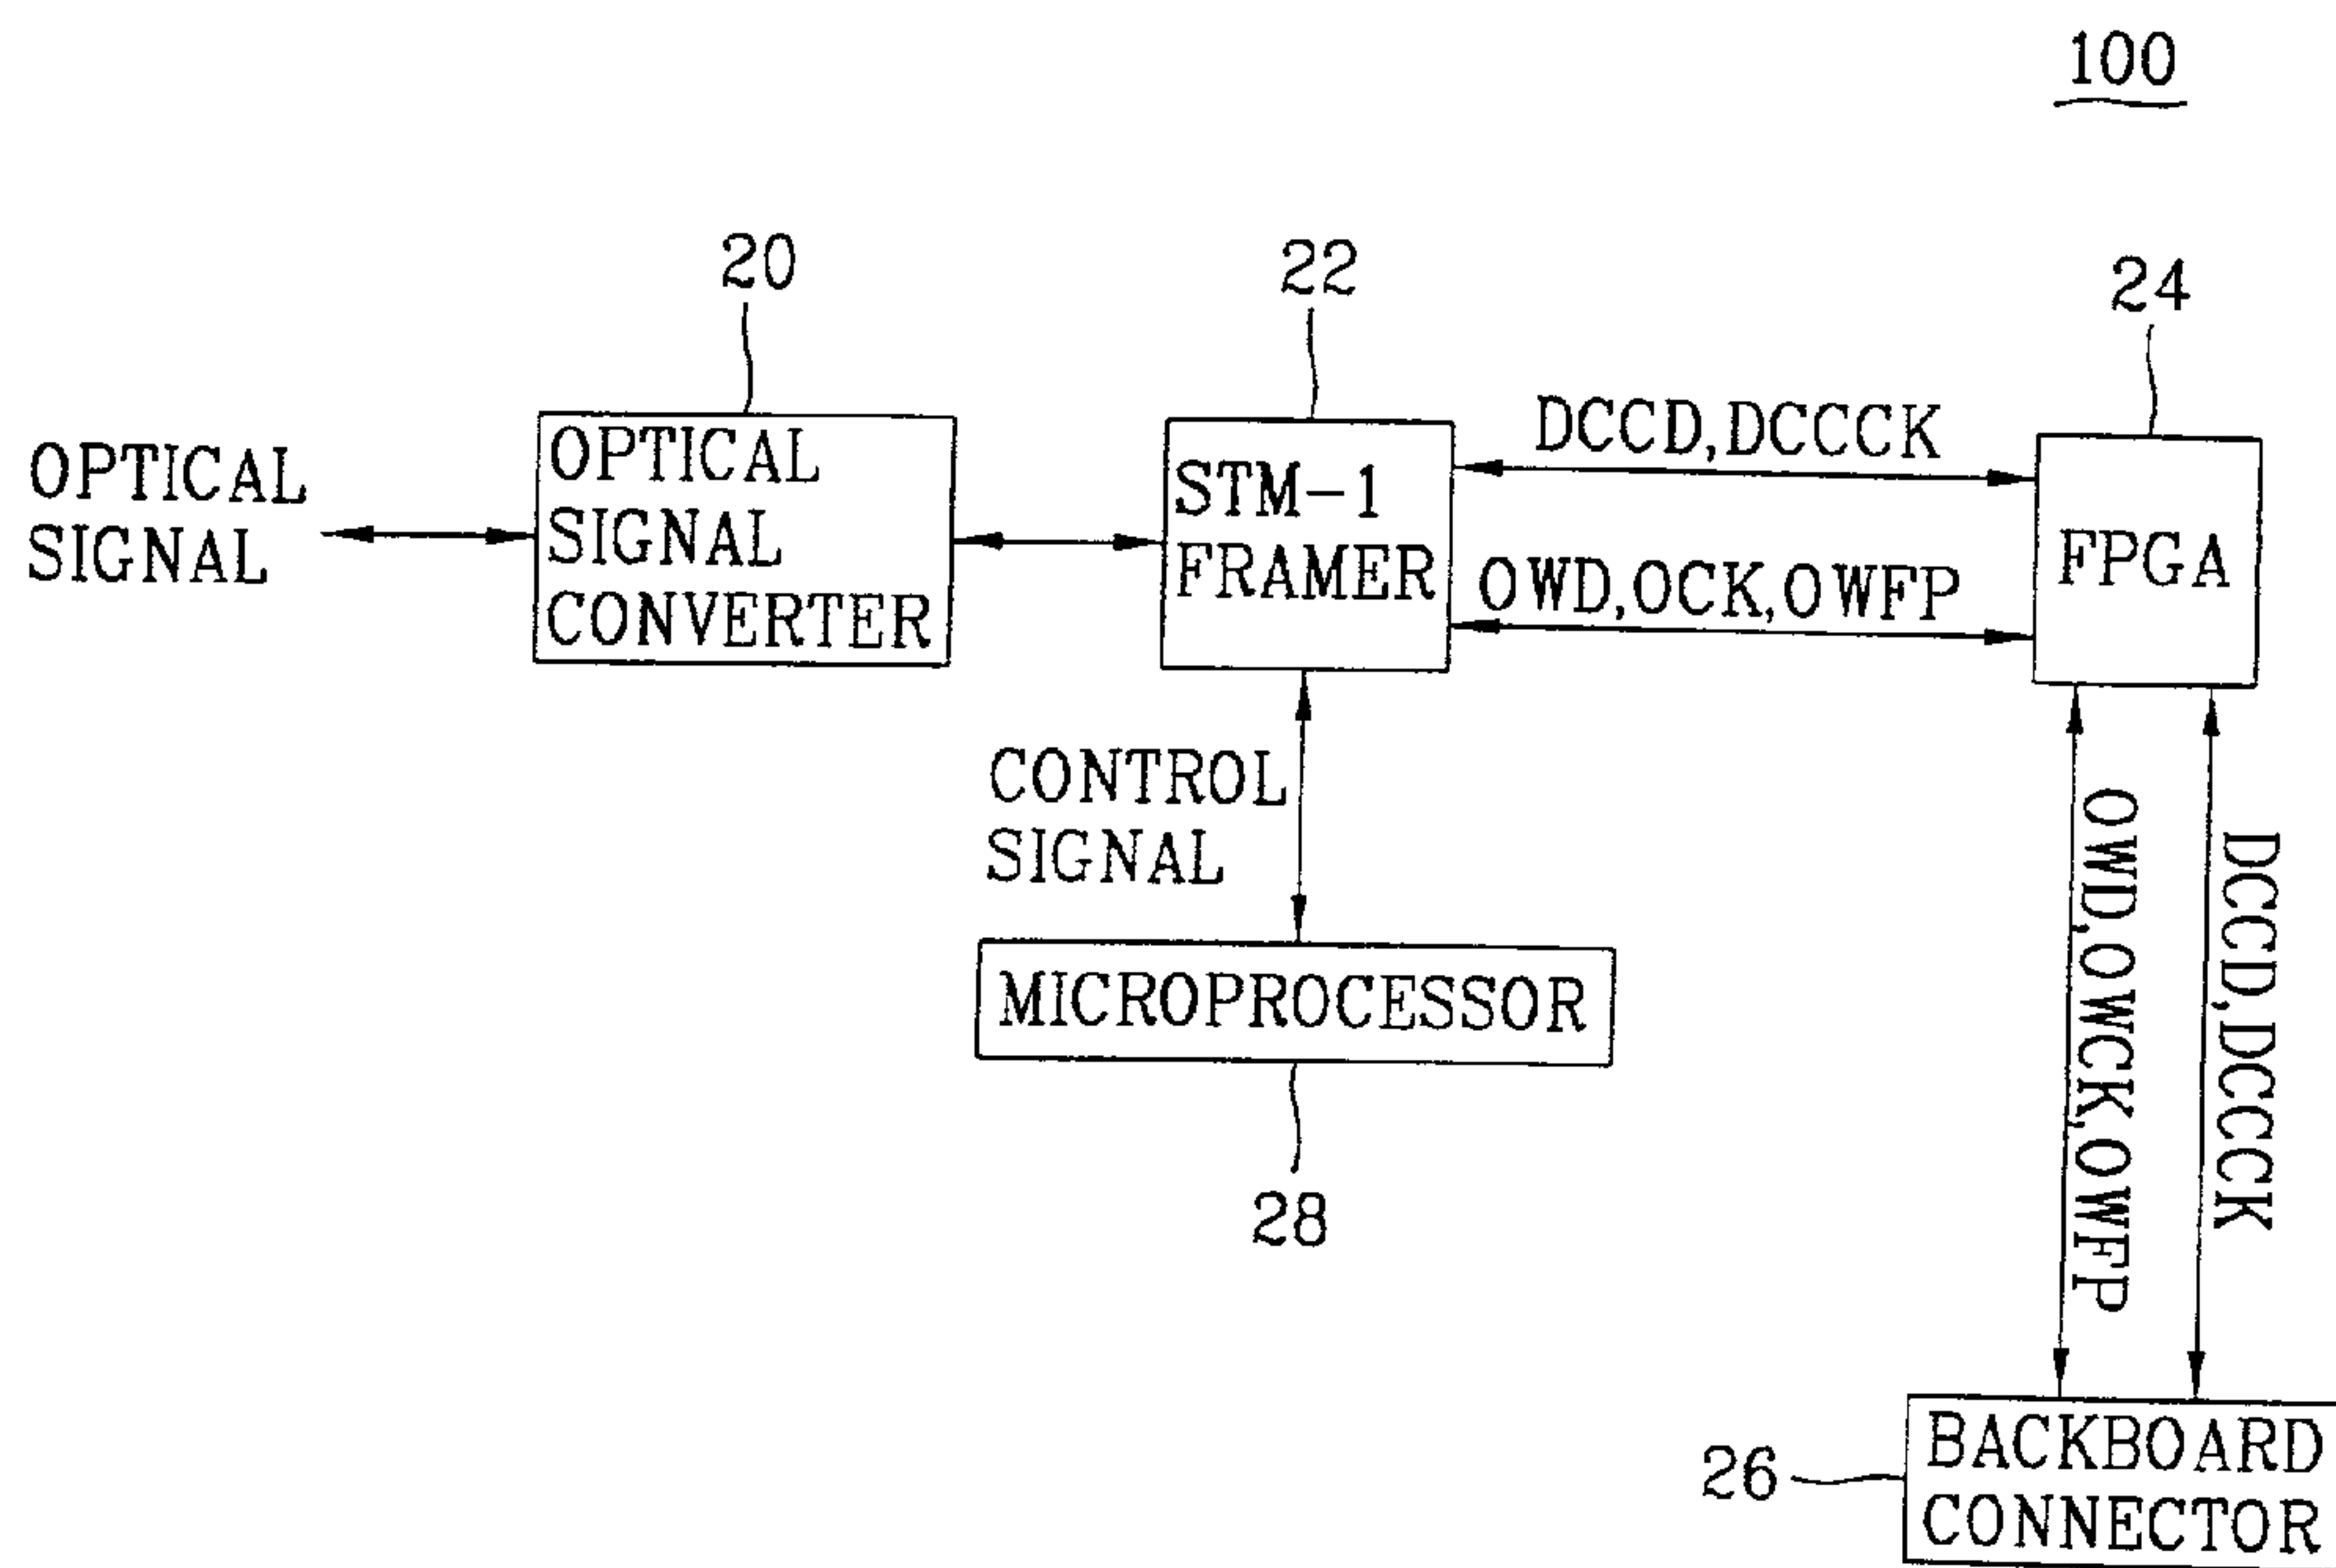 100
20
22
24
OPTICAL
SIGNAL
OPTICAL
SIGNAL
CONVERTER
STM-1
FRAMER
DCCD,DCCCK
OWD,OCK,OWFP
FPGA
CONTROL
SIGNAL
MICROPROCESSOR
28
OWD,OWCK,OWFP
DCCD,DCCCK
26
BACKBOARD
CONNECTOR